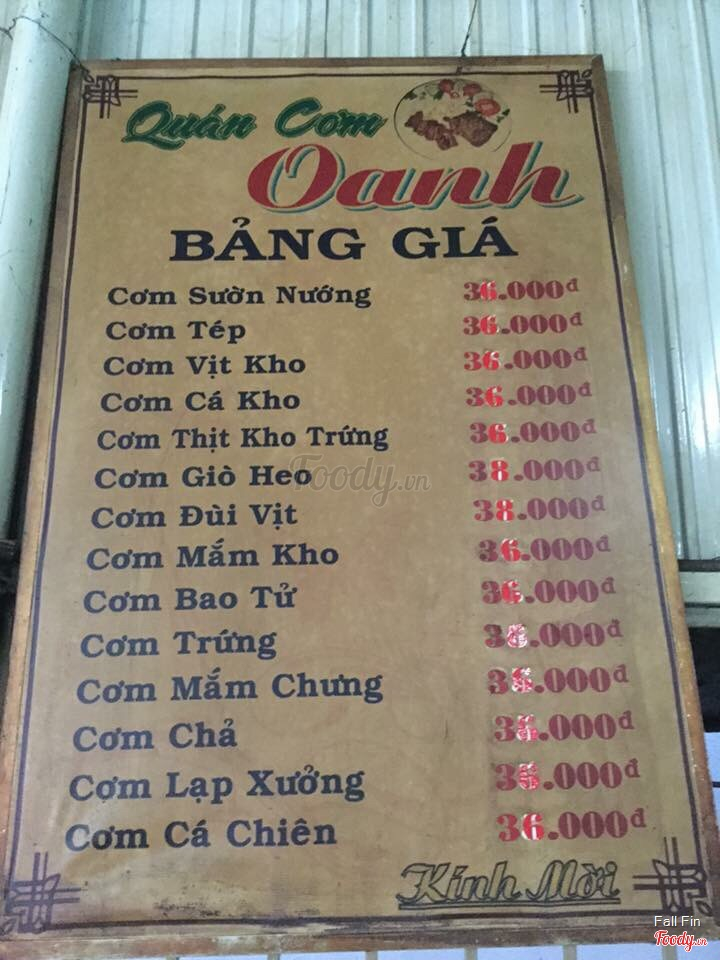 Quán Cơm
Oanh
BẢNG GIÁ
Cơm Sườn Nướng 36.000đ
Cơm Tép 36.000đ
Cơm Vịt Kho 36.000đ
Cơm Cá Kho 36.000đ
Cơm Thịt Kho Trứng 36.000đ
Cơm Giò Heo 38.000đ
Foody.vn
Cơm Đùi Vịt 38.000đ
Cơm Mắm Kho 36.000đ
Cơm Bao Tử 36.000đ
Cơm Trứng
Cơm Mắm Chưng
Cơm Chả
Cơm Lạp Xưởng
Cơm Cá Chiên 36.000đ
Kính Mời
Fall Fin
Foody.vn